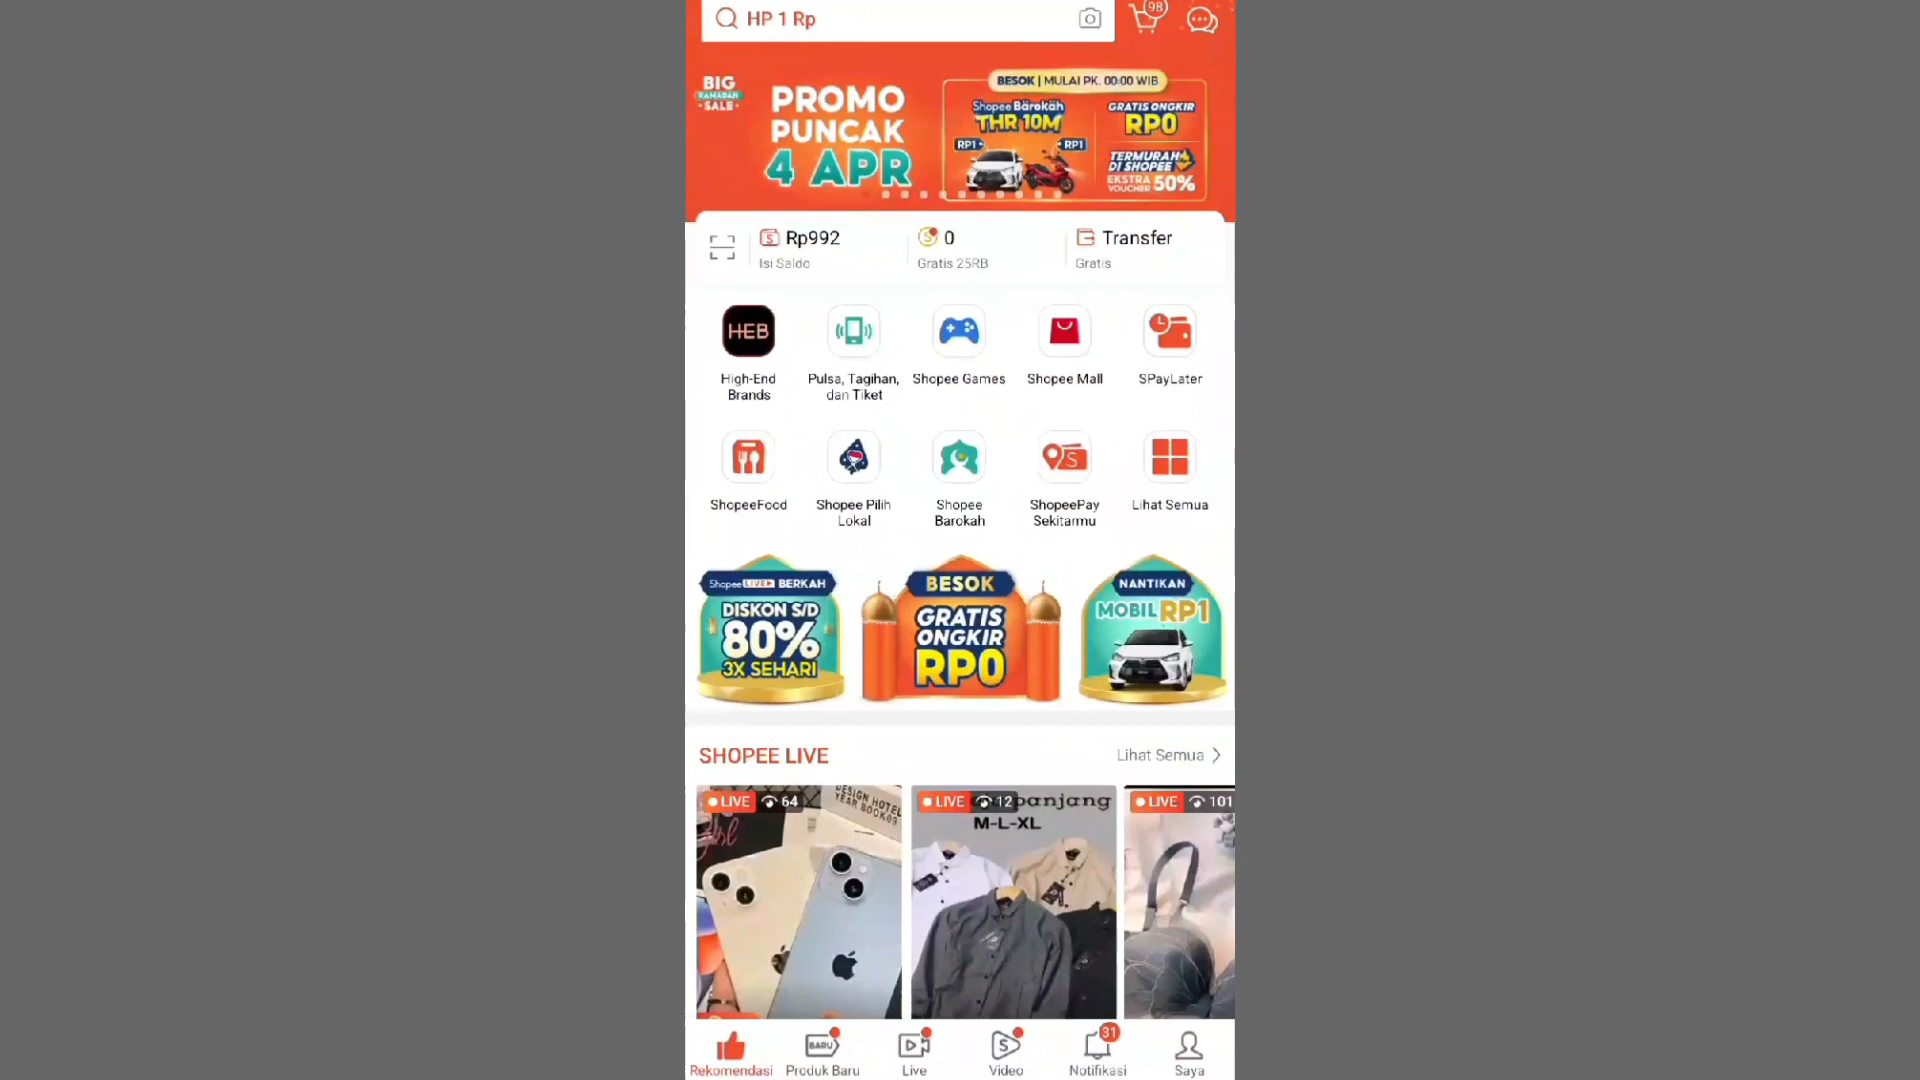 HP 1 Rp
98
BIG
RAMADAN
SALE
PROMO
PUNCAK
4 APR
BESOK | MULAI PK. 00:00 WIB
Shopee Barokah
THR 10M
RP1
RP1
GRATIS ONGKIR
RP0
TERMURAH
DI SHOPEE
EKSTRA
VOUCHER 50%
Rp992
Isi Saldo
0
Gratis 25RB
Transfer
Gratis
HEB
High-End
Brands
Pulsa, Tagihan,
dan Tiket
Shopee Games
Shopee Mall
SPayLater
ShopeeFood
Shopee Pilih
Lokal
Shopee
Barokah
ShopeePay
Sekitarmu
Lihat Semua
Shopee LIVE BERKAH
DISKON S/D
80%
3X SEHARI
BESOK
GRATIS
ONGKIR
RP0
NANTIKAN
MOBIL RP1
SHOPEE LIVE
Lihat Semua
LIVE 64
DESIGN HOTEL
YEAR BOOK09
LIVE 12
panjang
M-L-XL
LIVE 101
BARU
31
Rekomendasi
Produk Baru
Live
Video
Notifikasi
Saya